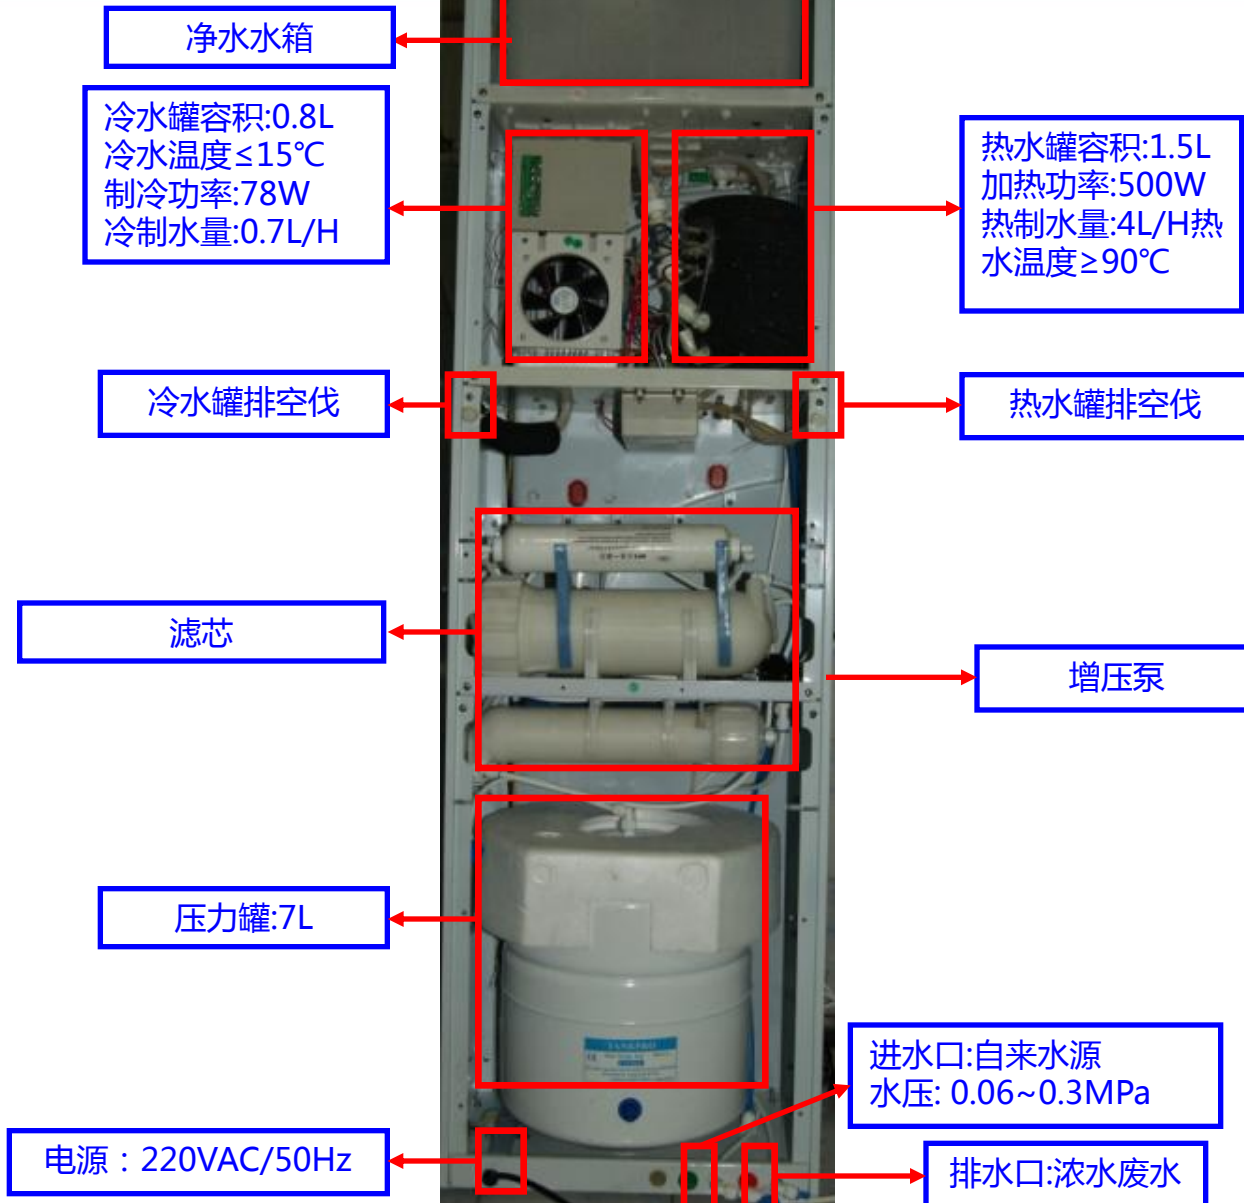 净水水箱
冷水罐容积:0.8L
冷水温度≤15℃
制冷功率:78W
冷制水量:0.7L/H
热水罐容积:1.5L
加热功率:500W
热制水量:4L/H热
水温度≥90℃
冷水罐排空伐
热水罐排空伐
滤芯
增压泵
压力罐:7L
进水口:自来水源
水压: 0.06~0.3MPa
电源：220VAC/50Hz
排水口:浓水废水